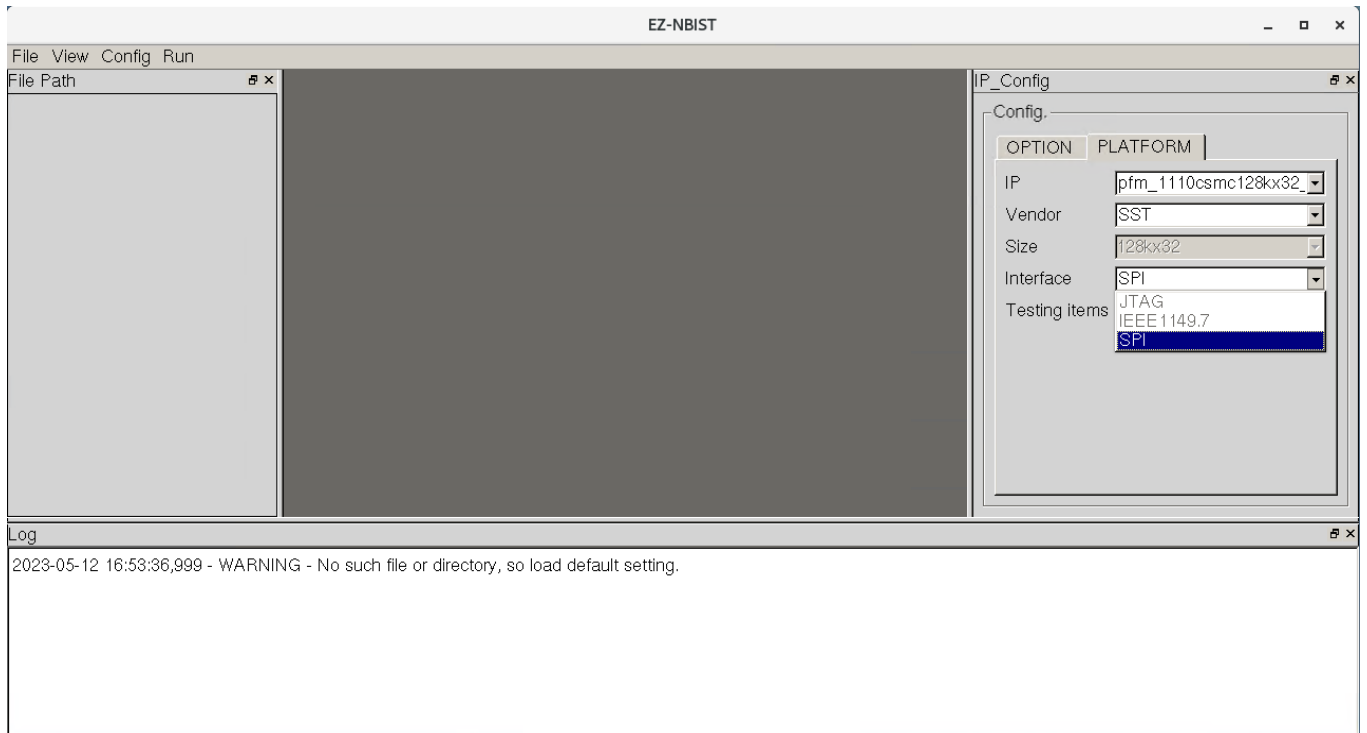 EZ-NBIST
File View Config Run
File Path
IP_Config
Config.
OPTION PLATFORM
IP pfm_1110csmc128kx32_
Vendor SST
Size 128kx32
Interface SPI
JTAG
Testing items
IEEE1149.7
SPI
Log
2023-05-12 16:53:36,999 - WARNING - No such file or directory, so load default setting.